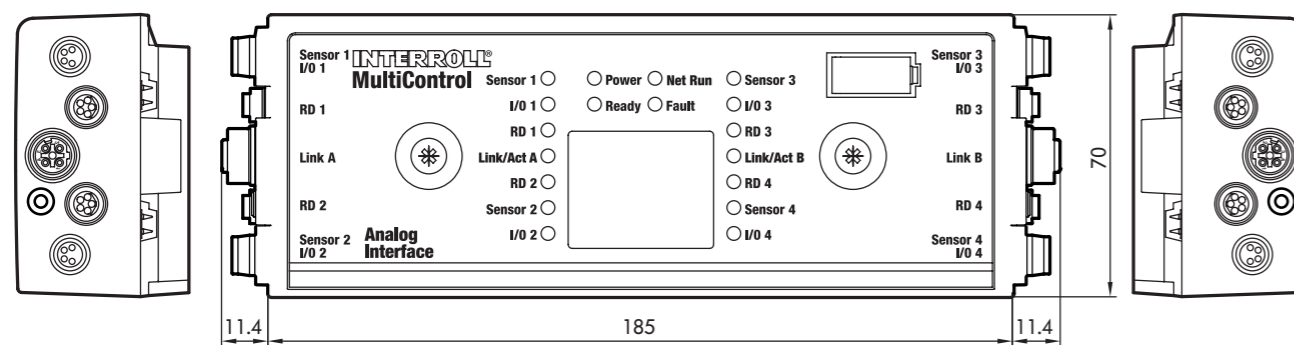 Sensor 1
I/O 1
RD 1
Link A
RD 2
Sensor 2
I/O 2
INTERROLL®
MultiControl
Analog
Interface
Sensor 1
I/O 1
RD 1
Link/Act A
RD 2
Sensor 2
I/O 2
Power
Net Run
Ready
Fault
Sensor 3
I/O 3
RD 3
Link/Act B
RD 4
Sensor 4
I/O 4
Sensor 3
I/O 3
RD 3
Link B
RD 4
Sensor 4
I/O 4
70
11.4
185
11.4